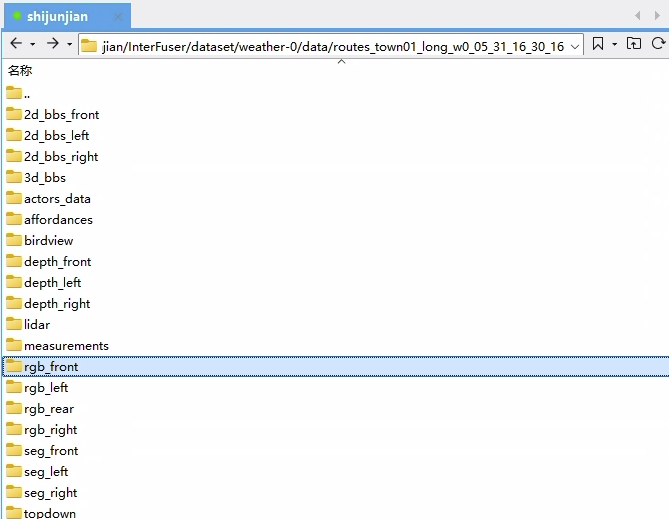 shijunjian
jian/InterFuser/dataset/weather-0/data/routes_town01_long_w0_05_31_16_30_16
名称
..
2d_bbs_front
2d_bbs_left
2d_bbs_right
3d_bbs
actors_data
affordances
birdview
depth_front
depth_left
depth_right
lidar
measurements
rgb_front
rgb_left
rgb_rear
rgb_right
seg_front
seg_left
seg_right
topdown